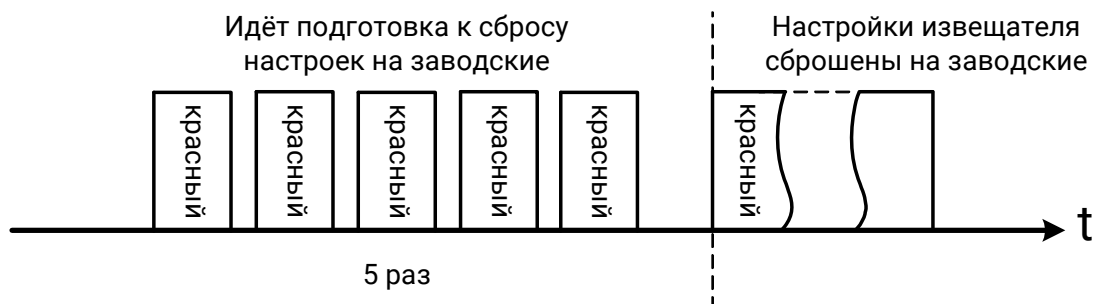 Идёт подготовка к сбросу
настроек на заводские
Настройки извещателя
сброшены на заводские
красный
красный
красный
красный
красный
красный
t
5 раз